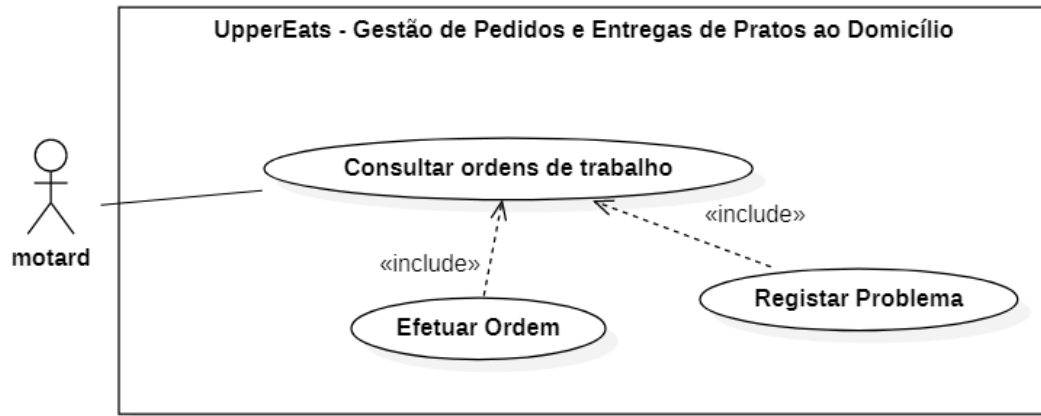 UpperEats - Gestão de Pedidos e Entregas de Pratos ao Domicílio
Consultar ordens de trabalho
«include»
motard
«include»
Registar Problema
Efetuar Ordem